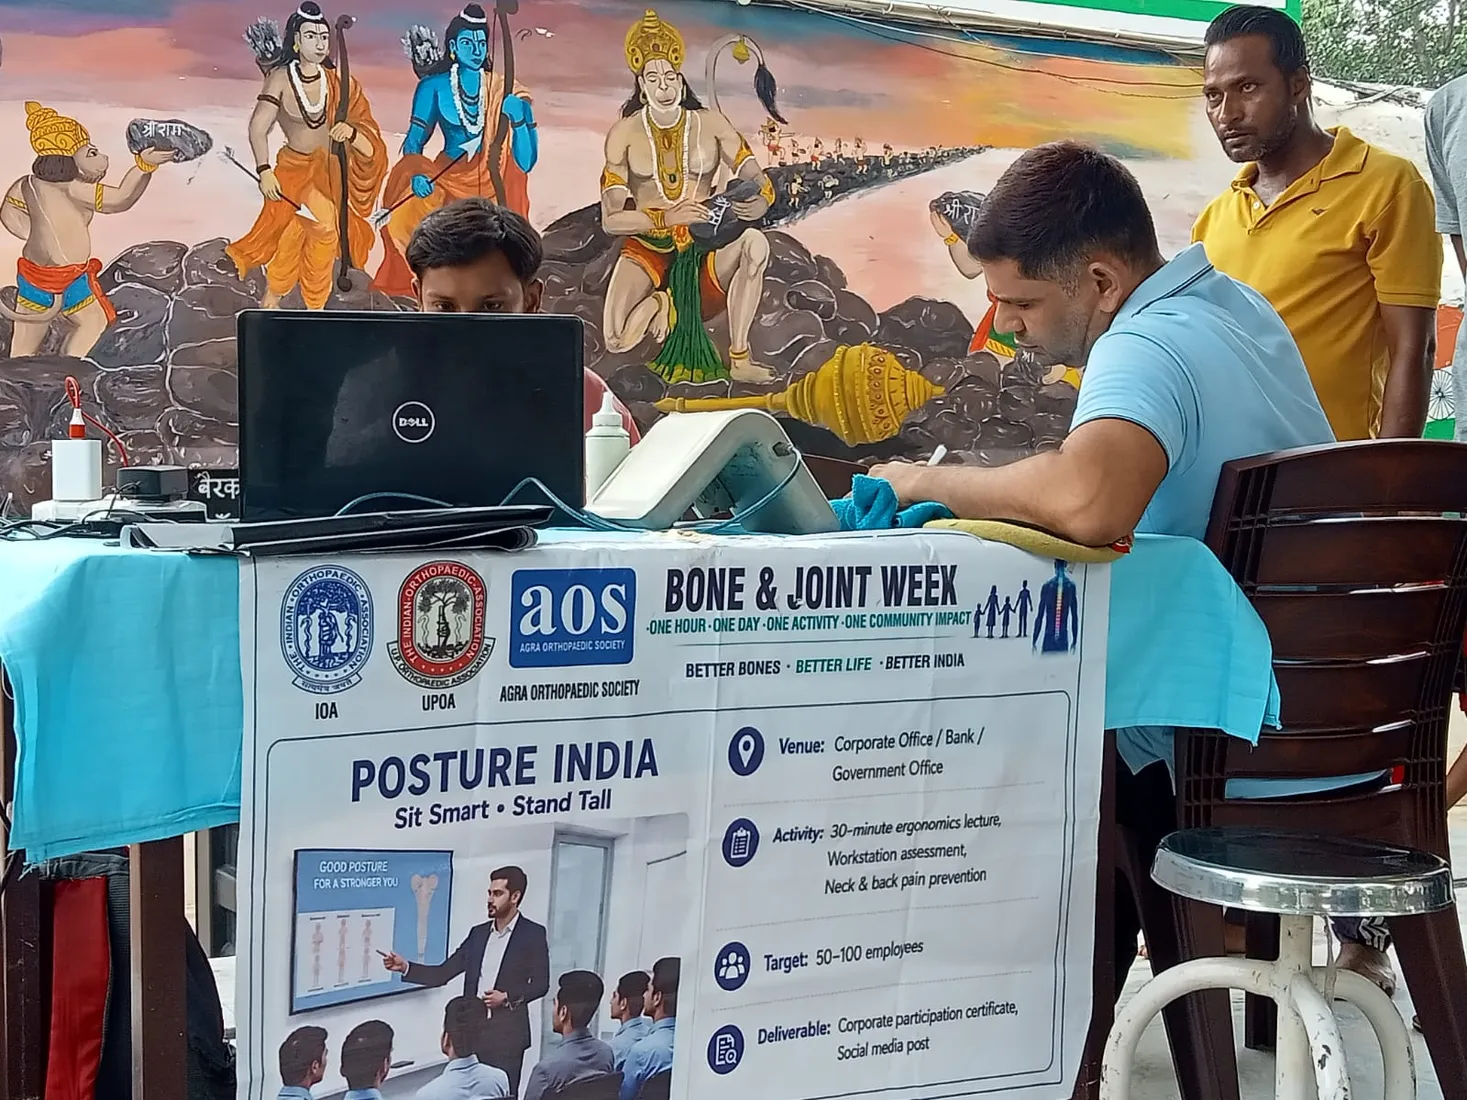 श्री राम
श्री रा
DELL
बैरक
THE INDIAN ORTHOPAEDIC ASSOCIATION
IOA
THE INDIAN ORTHOPAEDIC ASSOCIATION
U.P. ORTHOPAEDIC ASSOCIATION
UPOA
aos
AGRA ORTHOPAEDIC SOCIETY
AGRA ORTHOPAEDIC SOCIETY
BONE & JOINT WEEK
·ONE HOUR·ONE DAY·ONE ACTIVITY·ONE COMMUNITY IMPACT
BETTER BONES · BETTER LIFE · BETTER INDIA
POSTURE INDIA
Sit Smart • Stand Tall
GOOD POSTURE
FOR A STRONGER YOU
Venue: Corporate Office / Bank /
Government Office
Activity: 30-minute ergonomics lecture,
Workstation assessment,
Neck & back pain prevention
Target: 50-100 employees
Deliverable: Corporate participation certificate,
Social media post